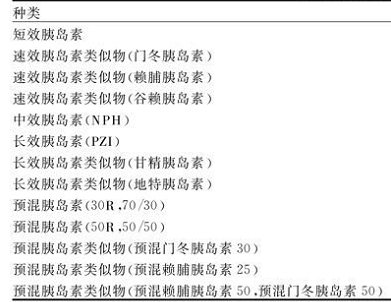 种类
短效胰岛素
速效胰岛素类似物(门冬胰岛素)
速效胰岛素类似物(赖脯胰岛素)
速效胰岛素类似物(谷赖胰岛素)
中效胰岛素(NPH)
长效胰岛素(PZI)
长效胰岛素类似物(甘精胰岛素)
长效胰岛素类似物(地特胰岛素)
预混胰岛素(30R,70/30)
预混胰岛素(50R,50/50)
预混胰岛素类似物(预混门冬胰岛素30)
预混胰岛素类似物(预混赖脯胰岛素25)
预混胰岛素类似物(预混赖脯胰岛素50,预混门冬胰岛素50)